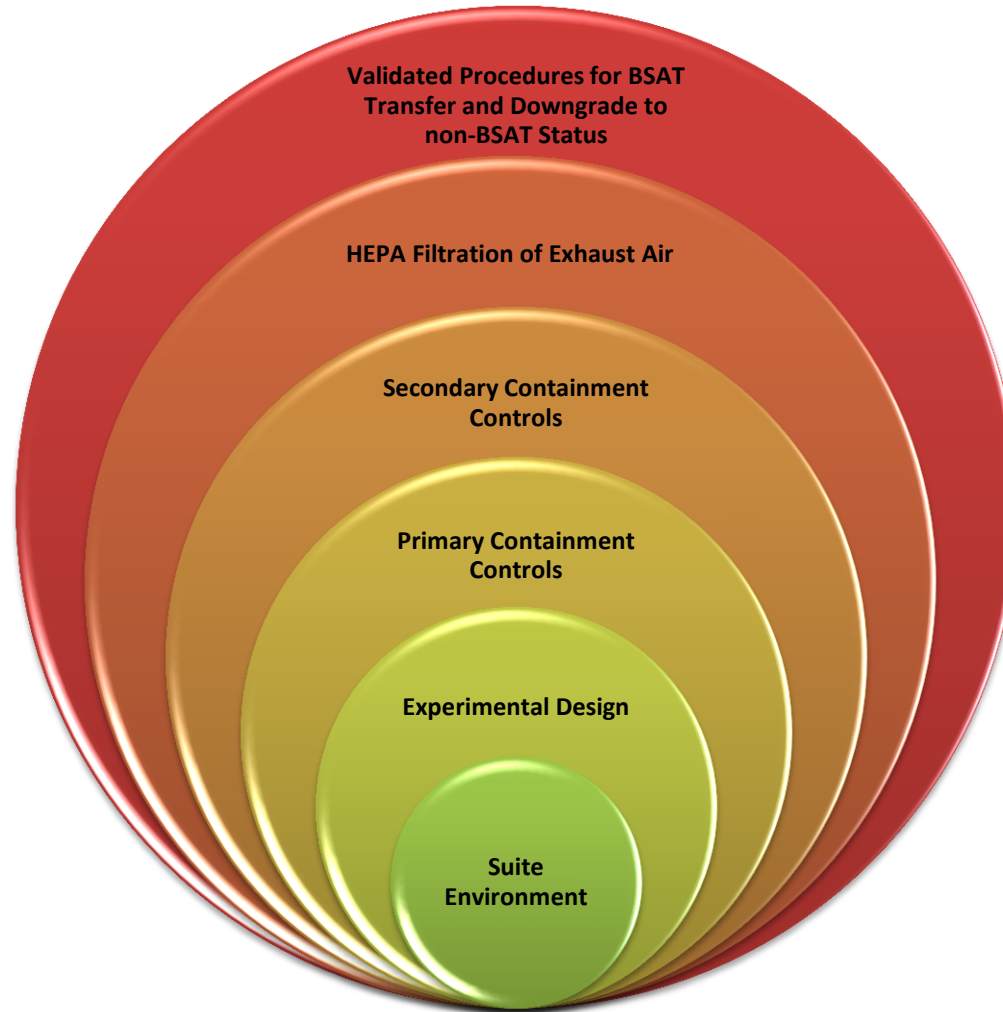 Validated Procedures for BSAT
Transfer and Downgrade to
non-BSAT Status
HEPA Filtration of Exhaust Air
Secondary Containment
Controls
Primary Containment
Controls
Experimental Design
Suite
Environment